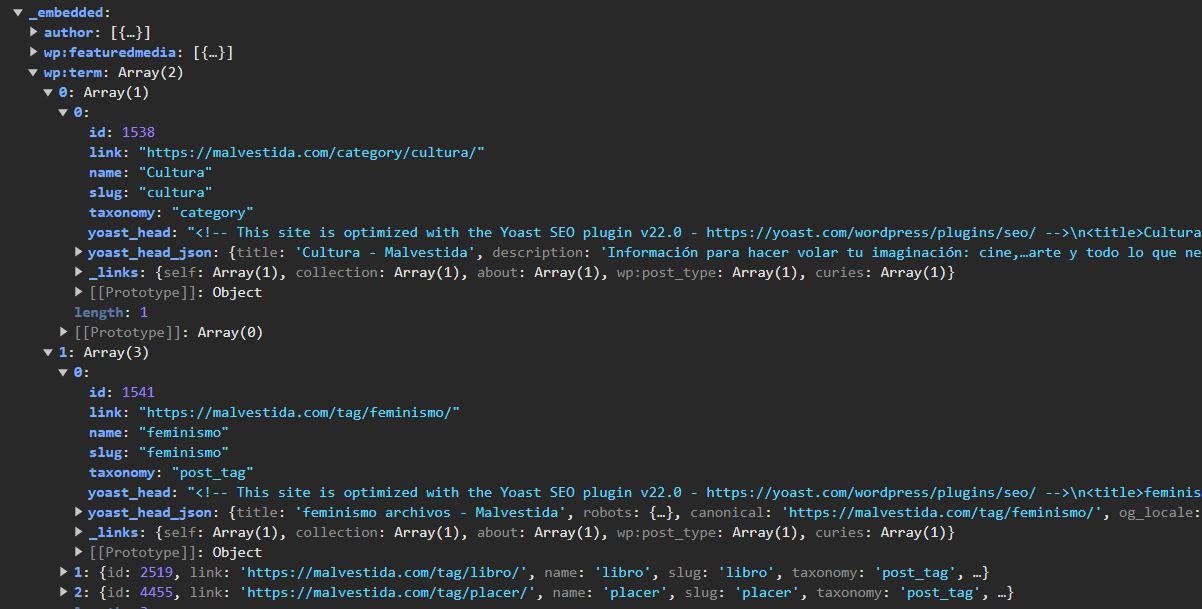 _embedded:
author: [{…}]
wp:featuredmedia: [{…}]
wp:term: Array(2)
0: Array(1)
0:
id: 1538
link: "https://malvestida.com/category/cultura/"
name: "Cultura"
slug: "cultura"
taxonomy: "category"
yoast_head: "<!-- This site is optimized with the Yoast SEO plugin v22.0 - https://yoast.com/wordpress/plugins/seo/ -->\n<title>Cultura
yoast_head_json: {title: 'Cultura - Malvestida', description: 'Información para hacer volar tu imaginación: cine,…arte y todo lo que ne
_links: {self: Array(1), collection: Array(1), about: Array(1), wp:post_type: Array(1), curies: Array(1)}
[[Prototype]]: Object
length: 1
[[Prototype]]: Array(0)
1: Array(3)
0:
id: 1541
link: "https://malvestida.com/tag/feminismo/"
name: "feminismo"
slug: "feminismo"
taxonomy: "post_tag"
yoast_head: "<!-- This site is optimized with the Yoast SEO plugin v22.0 - https://yoast.com/wordpress/plugins/seo/ -->\n<title>feminis
yoast_head_json: {title: 'feminismo archivos - Malvestida', robots: {…}, canonical: 'https://malvestida.com/tag/feminismo/', og_locale:
_links: {self: Array(1), collection: Array(1), about: Array(1), wp:post_type: Array(1), curies: Array(1)}
[[Prototype]]: Object
1: {id: 2519, link: 'https://malvestida.com/tag/libro/', name: 'libro', slug: 'libro', taxonomy: 'post_tag', …}
2: {id: 4455, link: 'https://malvestida.com/tag/placer/', name: 'placer', slug: 'placer', taxonomy: 'post_tag', …}